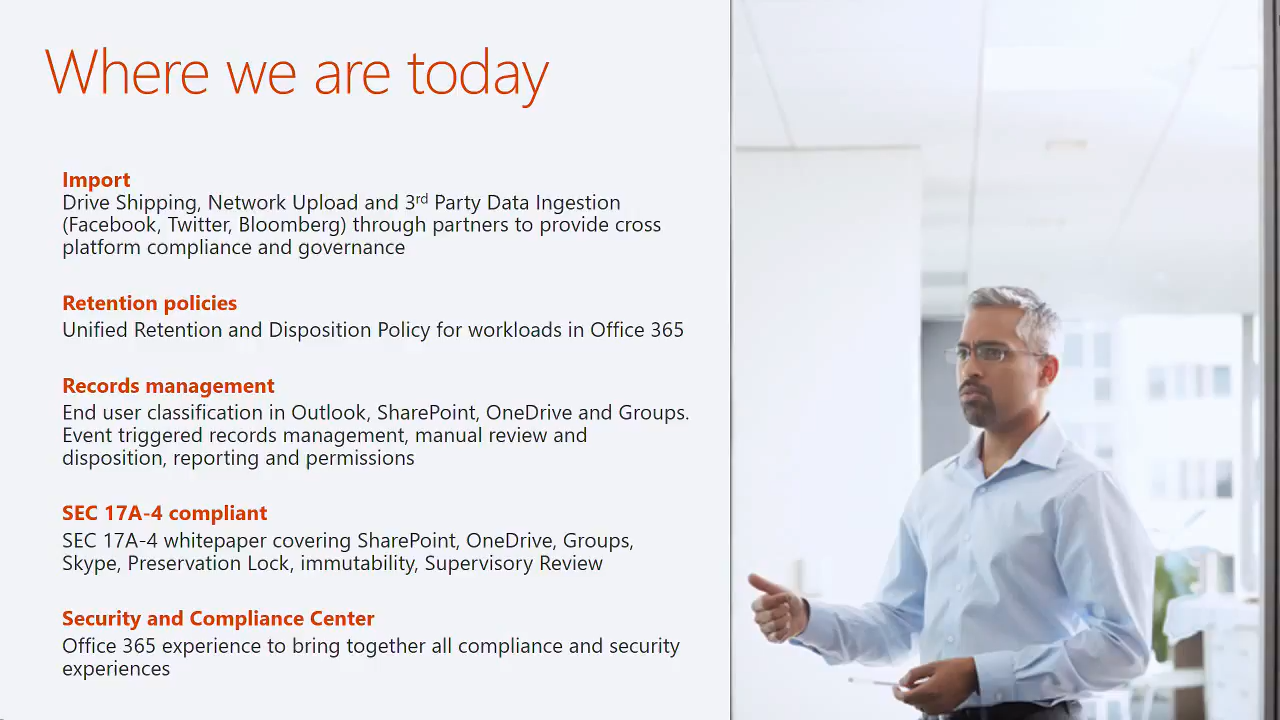 Where we are today
Import
Drive Shipping, Network Upload and 3rd Party Data Ingestion
(Facebook, Twitter, Bloomberg) through partners to provide cross
platform compliance and governance
Retention policies
Unified Retention and Disposition Policy for workloads in Office 365
Records management
End user classification in Outlook, SharePoint, OneDrive and Groups.
Event triggered records management, manual review and
disposition, reporting and permissions
SEC 17A-4 compliant
SEC 17A-4 whitepaper covering SharePoint, OneDrive, Groups,
Skype, Preservation Lock, immutability, Supervisory Review
Security and Compliance Center
Office 365 experience to bring together all compliance and security
experiences